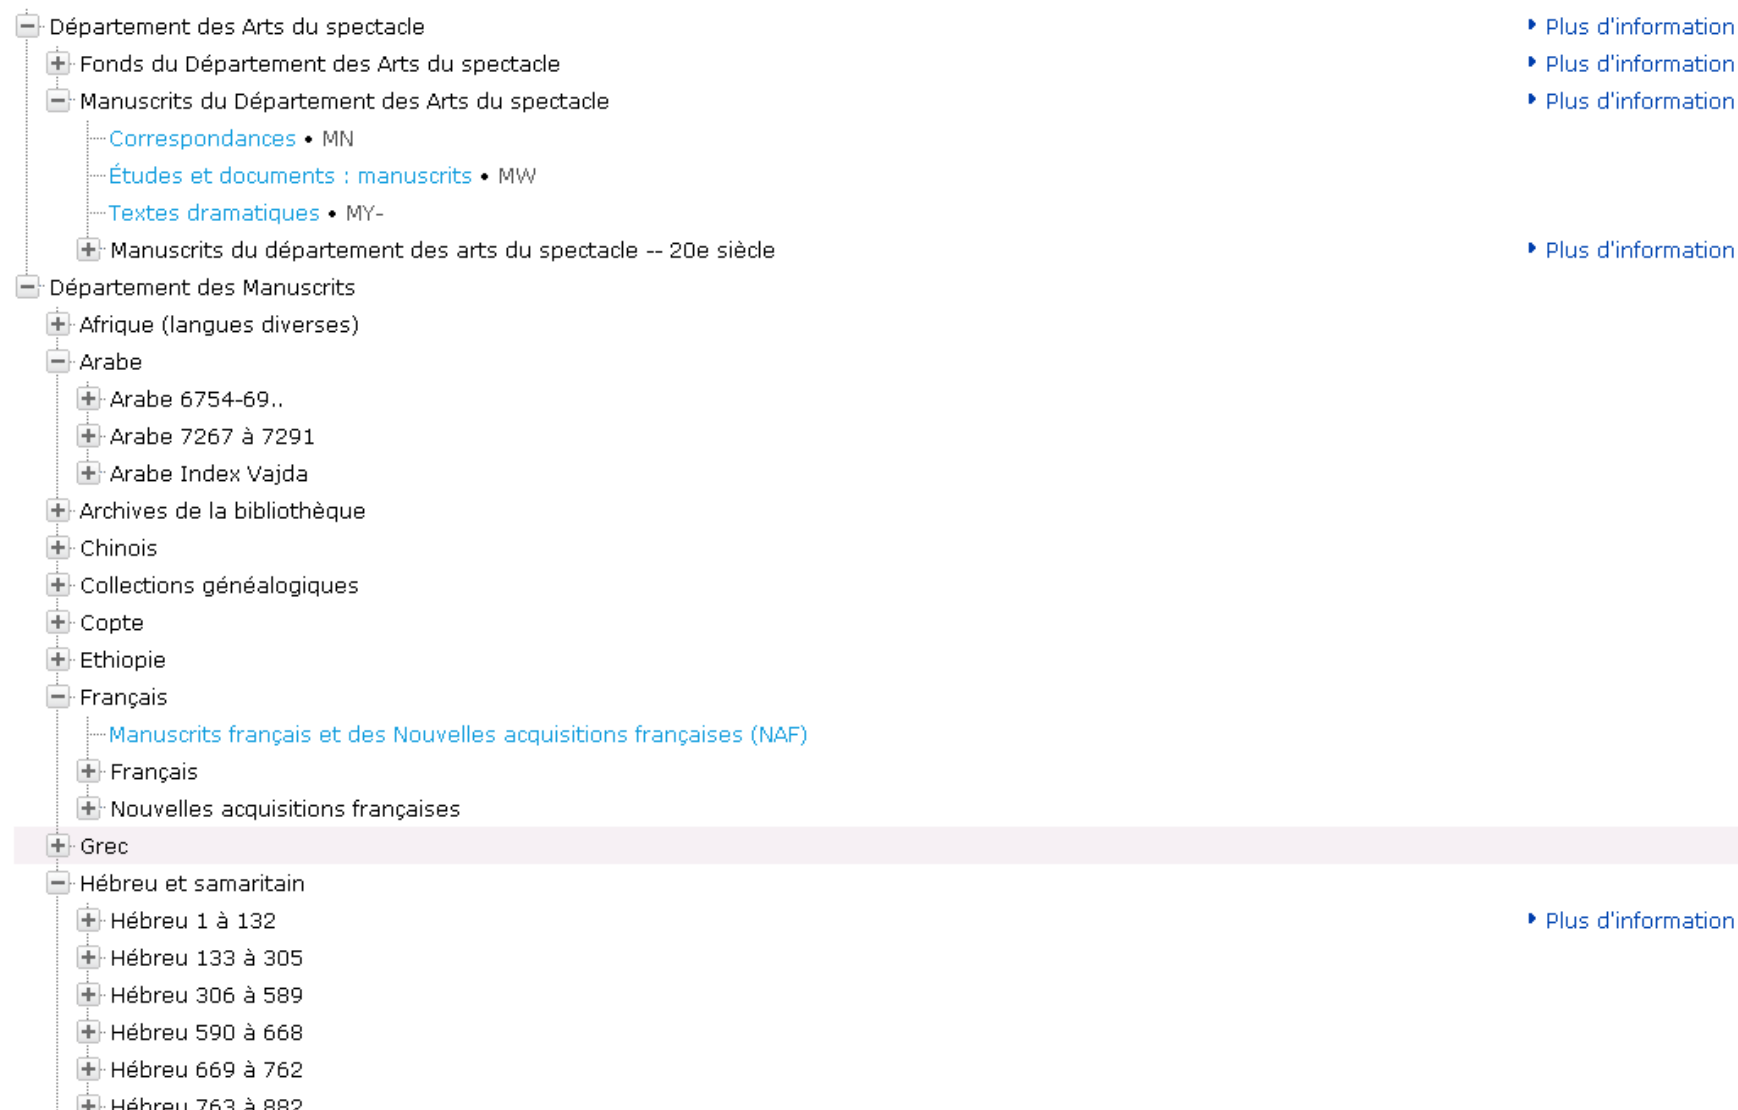 Département des Arts du spectacle Plus d'information
Fonds du Département des Arts du spectacle Plus d'information
Manuscrits du Département des Arts du spectacle Plus d'information
Correspondances • MN
Études et documents : manuscrits • MW
Textes dramatiques • MY-
Manuscrits du département des arts du spectacle -- 20e siècle Plus d'information
Département des Manuscrits
Afrique (langues diverses)
Arabe
Arabe 6754-69..
Arabe 7267 à 7291
Arabe Index Vajda
Archives de la bibliothèque
Chinois
Collections généalogiques
Copte
Ethiopie
Français
Manuscrits français et des Nouvelles acquisitions françaises (NAF)
Français
Nouvelles acquisitions françaises
Grec
Hébreu et samaritain
Hébreu 1 à 132 Plus d'information
Hébreu 133 à 305
Hébreu 306 à 589
Hébreu 590 à 668
Hébreu 669 à 762
Hébreu 763 à 882